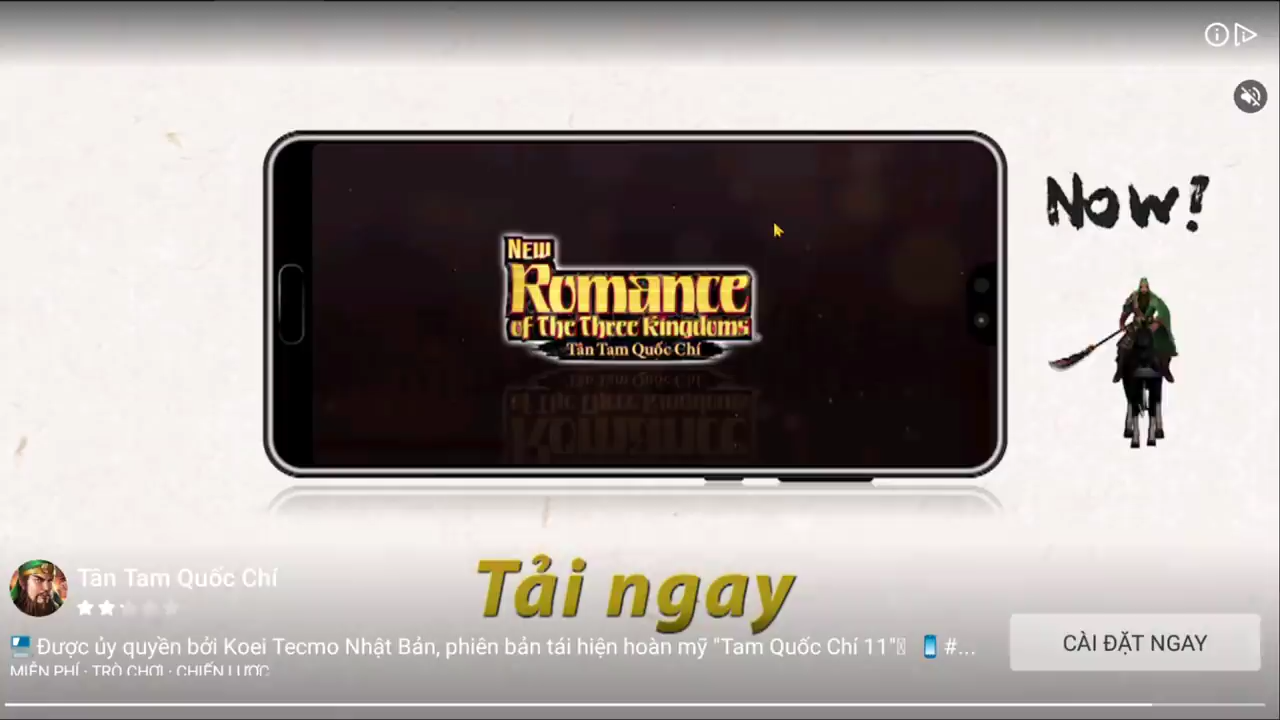 Now!
New
Romance
of The Three Kingdoms
Tân Tam Quốc Chí
Tải ngay
Tân Tam Quốc Chí
Được ủy quyền bởi Koei Tecmo Nhật Bản, phiên bản tái hiện hoàn mỹ "Tam Quốc Chí 11" #...
MIỄN PHÍ · TRÒ CHƠI · CHIẾN LƯỢC
CÀI ĐẶT NGAY